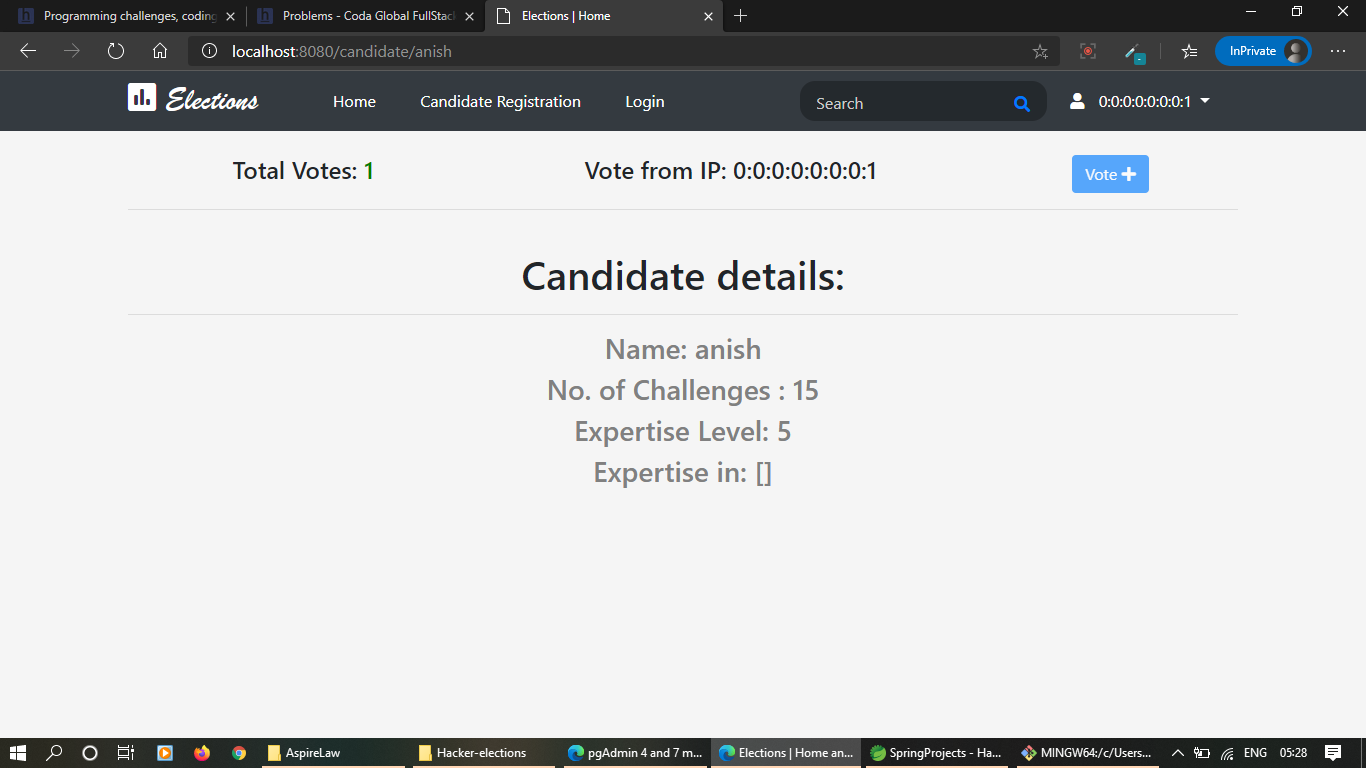 Programming challenges, coding
Problems - Coda Global FullStack
Elections | Home
localhost:8080/candidate/anish
InPrivate
Elections
Home
Candidate Registration
Login
Search
0:0:0:0:0:0:0:1
Total Votes: 1
Vote from IP: 0:0:0:0:0:0:0:1
Vote
Candidate details:
Name: anish
No. of Challenges : 15
Expertise Level: 5
Expertise in: []
AspireLaw
Hacker-elections
pgAdmin 4 and 7 m...
Elections | Home an...
SpringProjects - Ha...
MINGW64:/c/Users...
ENG
05:28